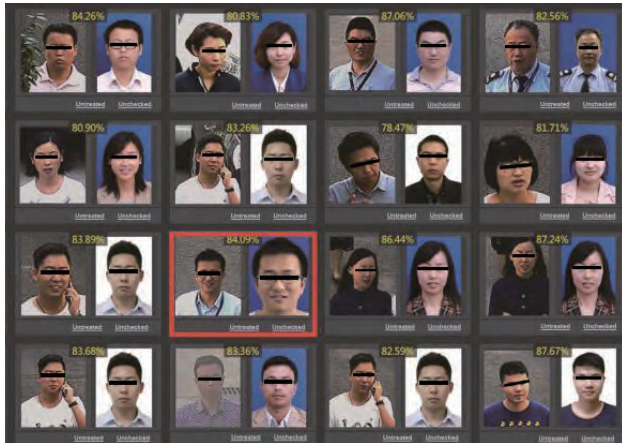 84.26% 80.83% 87.06% 82.56%
Untreated Unchecked Untreated Unchecked Untreated Unchecked Untreated Unchecked
80.90% 83.26% 78.47% 81.71%
Untreated Unchecked Untreated Unchecked Untreated Unchecked Untreated Unchecked
83.89% 84.09% 86.44% 87.24%
Untreated Unchecked Untreated Unchecked Untreated Unchecked Untreated Unchecked
83.68% 83.36% 82.59% 87.67%
Untreated Unchecked Untreated Unchecked Untreated Unchecked Untreated Unchecked